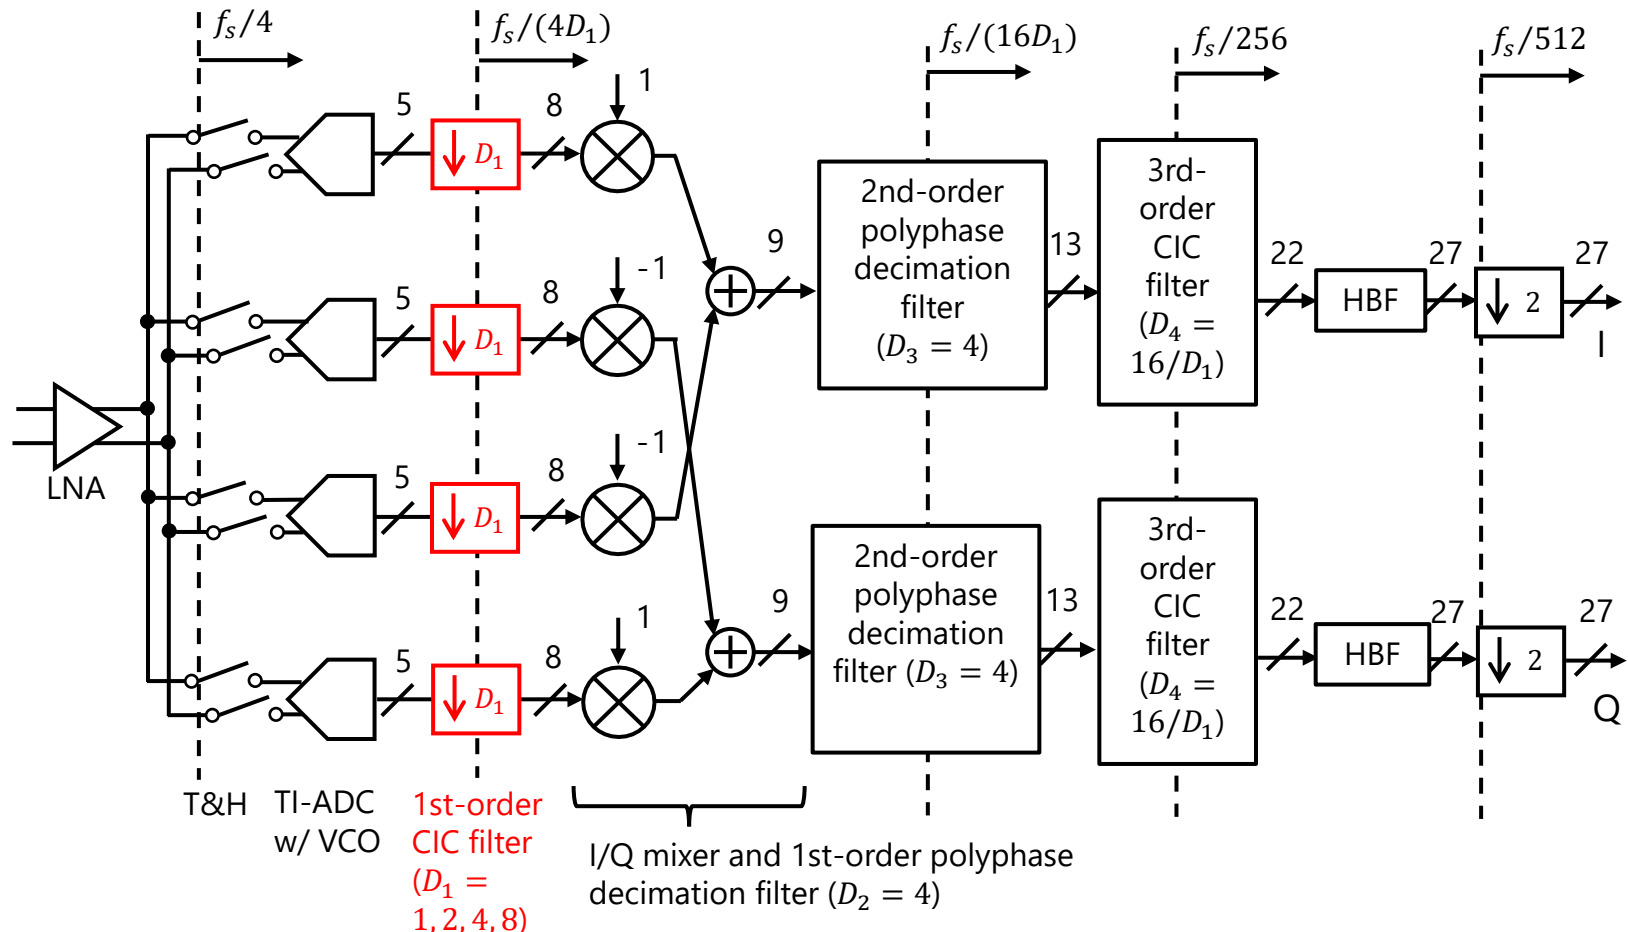 f_s/4
f_s/(4D_1)
f_s/(16D_1)
f_s/256
f_s/512
5
D_1
8
1
5
D_1
8
-1
5
D_1
8
-1
5
D_1
8
1
LNA
9
9
2nd-order
polyphase
decimation
filter
(D_3 = 4)
13
3rd-
order
CIC
filter
(D_4 =
16/D_1)
22
HBF
27
2
27
I
2nd-order
polyphase
decimation
filter (D_3 = 4)
13
3rd-
order
CIC
filter
(D_4 =
16/D_1)
22
HBF
27
2
27
Q
T&H
TI-ADC
w/ VCO
1st-order
CIC filter
(D_1 =
1, 2, 4, 8)
I/Q mixer and 1st-order polyphase
decimation filter (D_2 = 4)